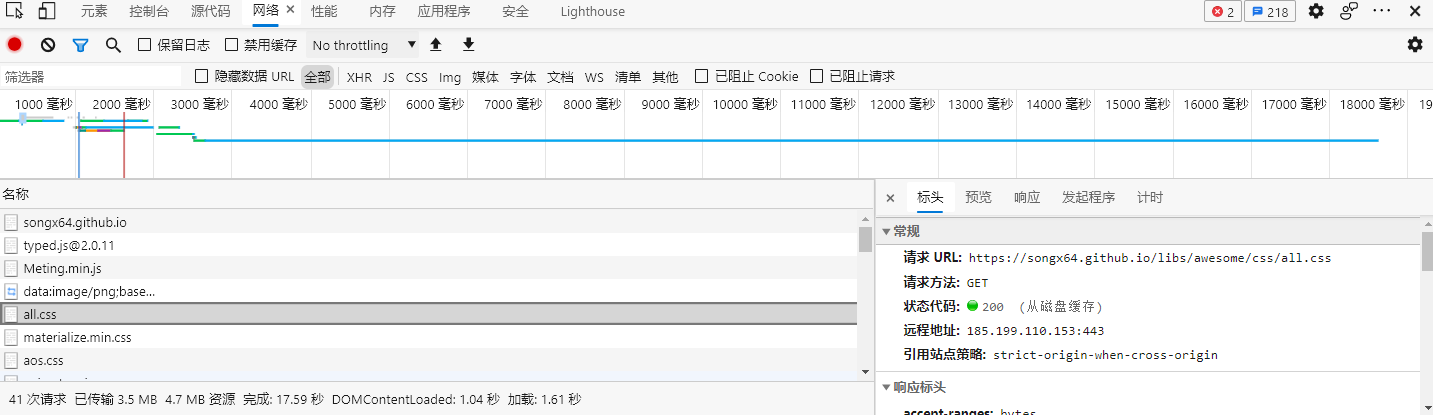 元素 控制台 源代码 网络 性能 内存 应用程序 安全 Lighthouse 2 218
保留日志 禁用缓存 No throttling
筛选器 隐藏数据 URL 全部 XHR JS CSS Img 媒体 字体 文档 WS 清单 其他 已阻止 Cookie 已阻止请求
1000 毫秒 2000 毫秒 3000 毫秒 4000 毫秒 5000 毫秒 6000 毫秒 7000 毫秒 8000 毫秒 9000 毫秒 10000 毫秒 11000 毫秒 12000 毫秒 13000 毫秒 14000 毫秒 15000 毫秒 16000 毫秒 17000 毫秒 18000 毫秒 19
名称
songx64.github.io
typed.js@2.0.11
Meting.min.js
data:image/png;base...
all.css
materialize.min.css
aos.css
41 次请求 已传输 3.5 MB 4.7 MB 资源 完成: 17.59 秒 DOMContentLoaded: 1.04 秒 加载: 1.61 秒
标头 预览 响应 发起程序 计时
常规
请求 URL: https://songx64.github.io/libs/awesome/css/all.css
请求方法: GET
状态代码: 200 (从磁盘缓存)
远程地址: 185.199.110.153:443
引用站点策略: strict-origin-when-cross-origin
响应标头
accept-ranges: bytes